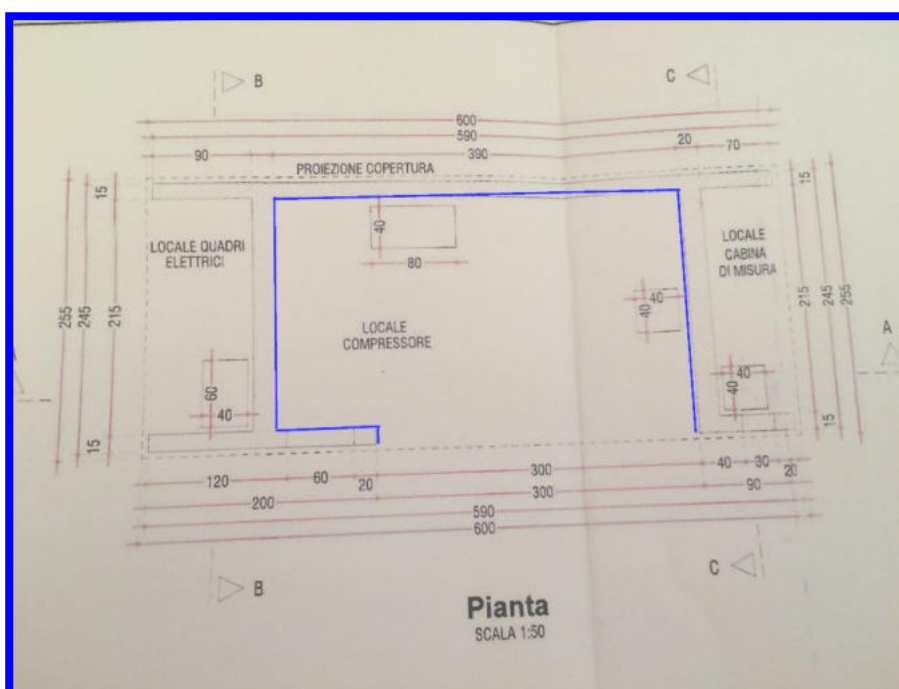 B
C
600
590
90
390
20
70
PROIEZIONE COPERTURA
15
15
40
80
LOCALE QUADRI
ELETTRICI
LOCALE
CABINA
DI MISURA
255
245
215
40
40
215
245
255
LOCALE
COMPRESSORE
A
A
60
40
40
40
15
15
120
60
20
300
40
30
20
200
300
90
590
600
B
C
Pianta
SCALA 1:50